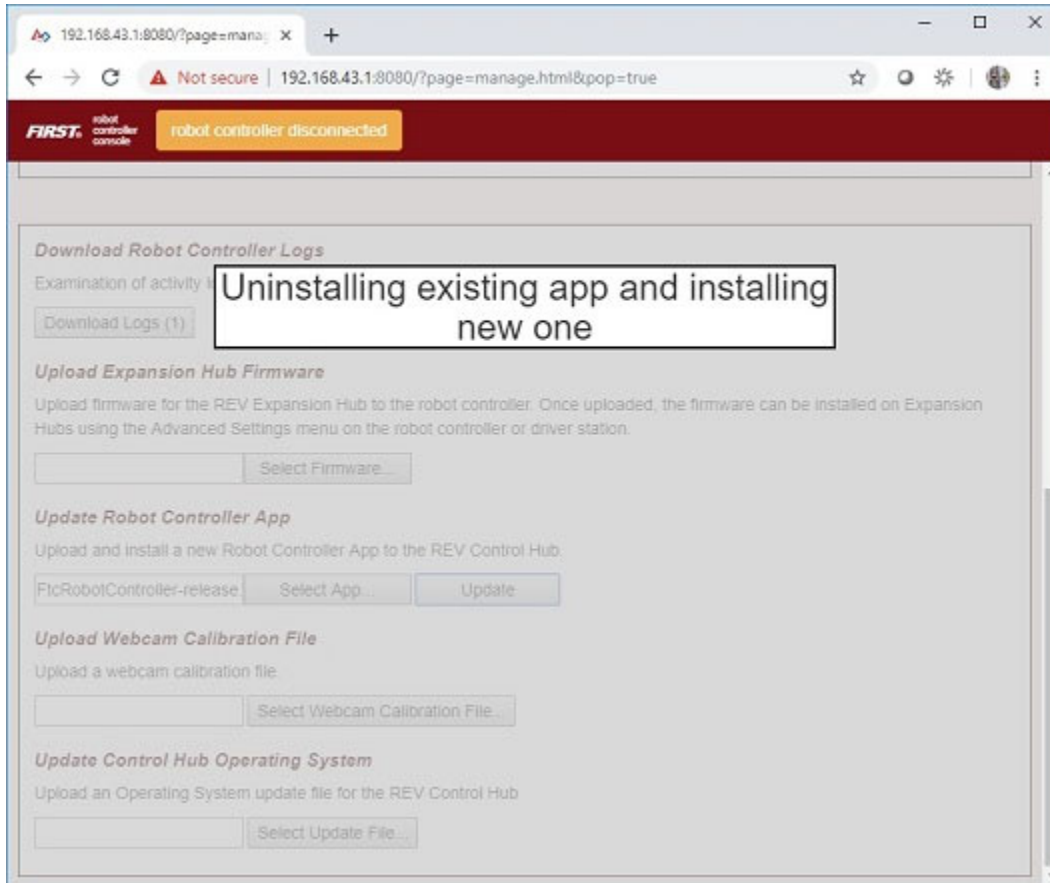 192.168.43.1:8080/?page=mana
Not secure | 192.168.43.1:8080/?page=manage.html&pop=true
FIRST. robot controller console
robot controller disconnected
Download Robot Controller Logs
Examination of activity
Uninstalling existing app and installing
new one
Download Logs (1)
Upload Expansion Hub Firmware
Upload firmware for the REV Expansion Hub to the robot controller. Once uploaded, the firmware can be installed on Expansion
Hubs using the Advanced Settings menu on the robot controller or driver station.
Select Firmware...
Update Robot Controller App
Upload and install a new Robot Controller App to the REV Control Hub.
FtcRobotController-release. Select App... Update
Upload Webcam Calibration File
Upload a webcam calibration file.
Select Webcam Calibration File...
Update Control Hub Operating System
Upload an Operating System update file for the REV Control Hub
Select Update File...